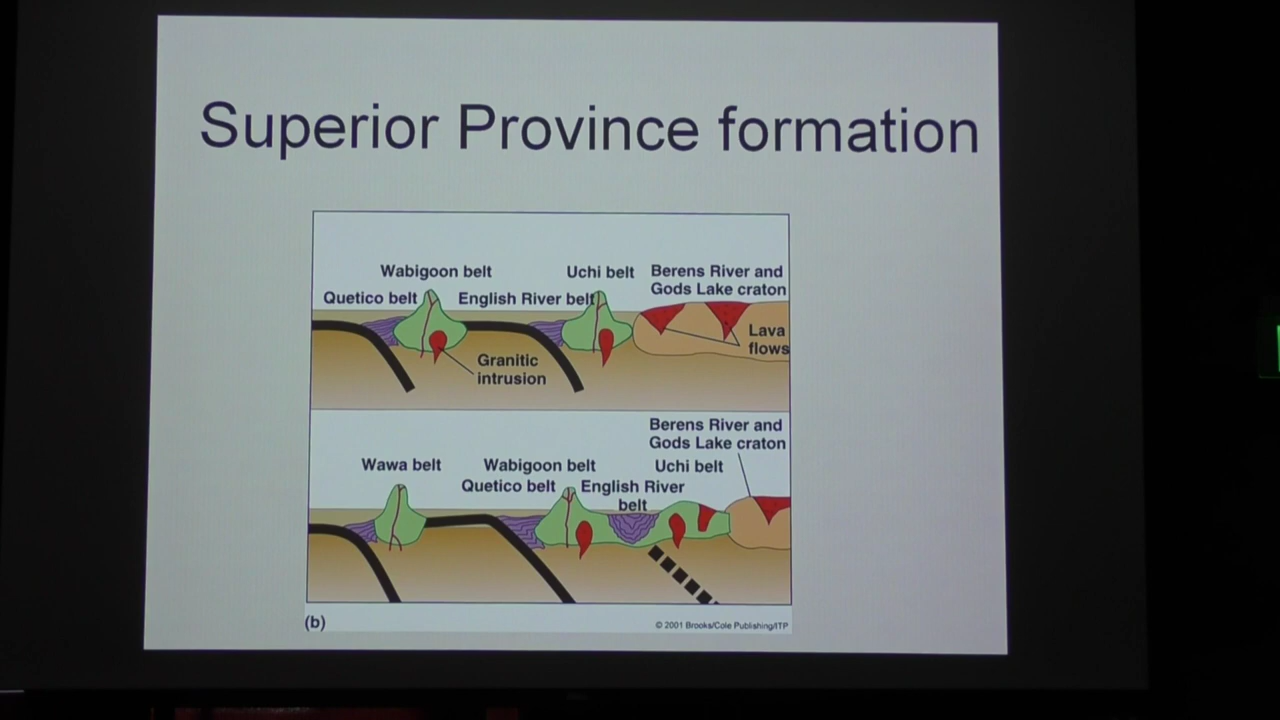 Superior Province formation
Wabigoon belt
Uchi belt
Berens River and
Gods Lake craton
Quetico belt
English River belt
Lava
flows
Granitic
intrusion
Berens River and
Gods Lake craton
Wawa belt
Wabigoon belt
Uchi belt
Quetico belt
English River
belt
(b)
© 2001 Brooks/Cole Publishing/ITP